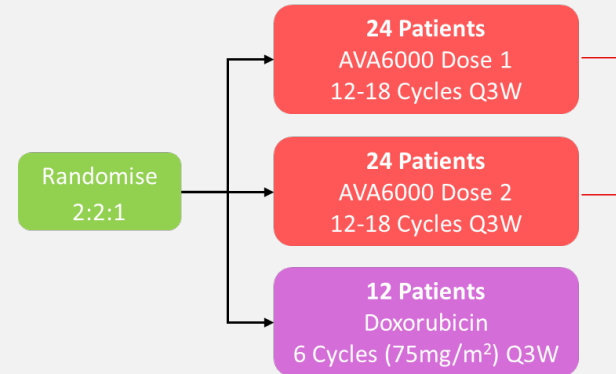 24 Patients
AVA6000 Dose 1
12-18 Cycles Q3W
Randomise
2:2:1
24 Patients
AVA6000 Dose 2
12-18 Cycles Q3W
12 Patients
Doxorubicin
6 Cycles (75mg/m²) Q3W